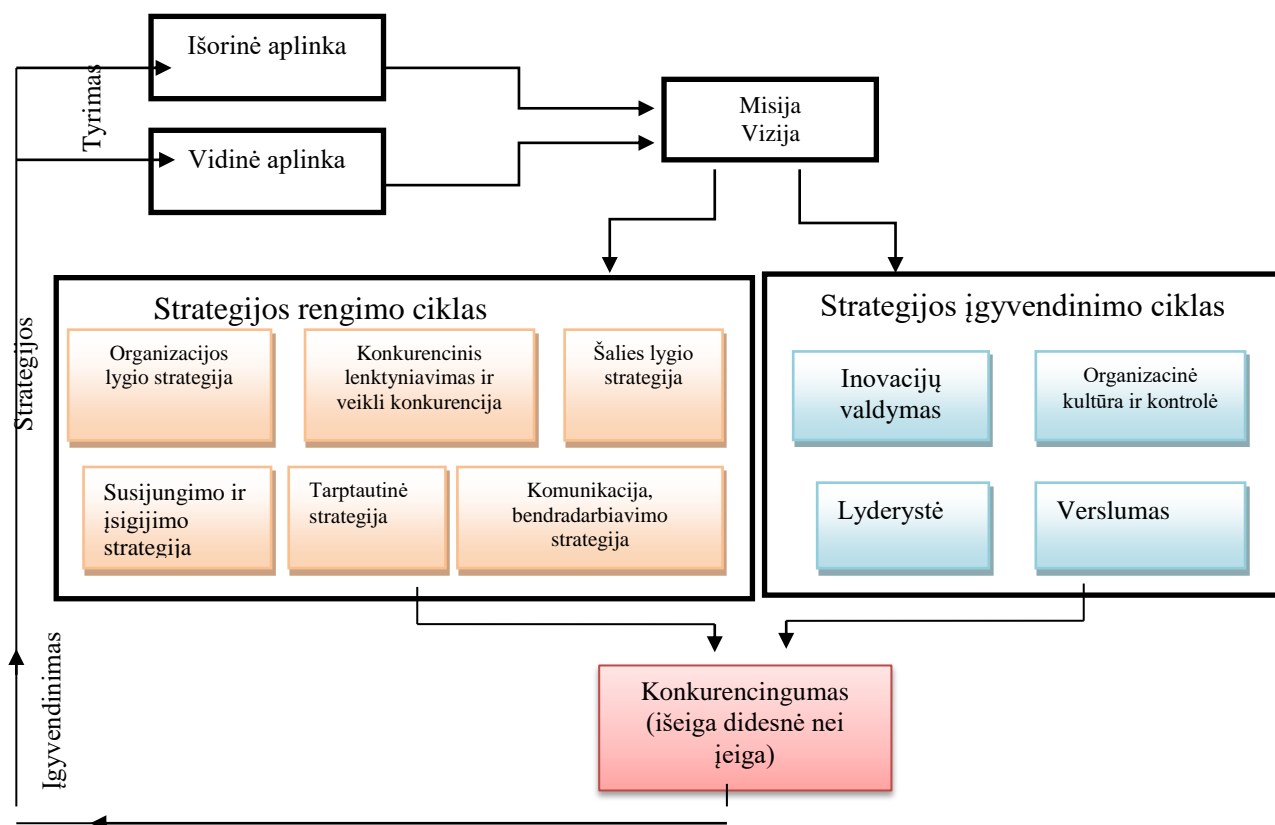 Išorinė aplinka
Tyrimas
Vidinė aplinka
Misija
Vizija
Strategijos
Strategijos rengimo ciklas
Organizacijos
lygio strategija
Konkurencinis
lenktyniavimas ir
veikli konkurencija
Šalies lygio
strategija
Susijungimo ir
įsigijimo
strategija
Tarptautinė
strategija
Komunikacija,
bendradarbiavimo
strategija
Strategijos įgyvendinimo ciklas
Inovacijų
valdymas
Organizacinė
kultūra ir kontrolė
Lyderystė
Verslumas
Įgyvendinimas
Konkurencingumas
(išeiga didesnė nei
įeiga)